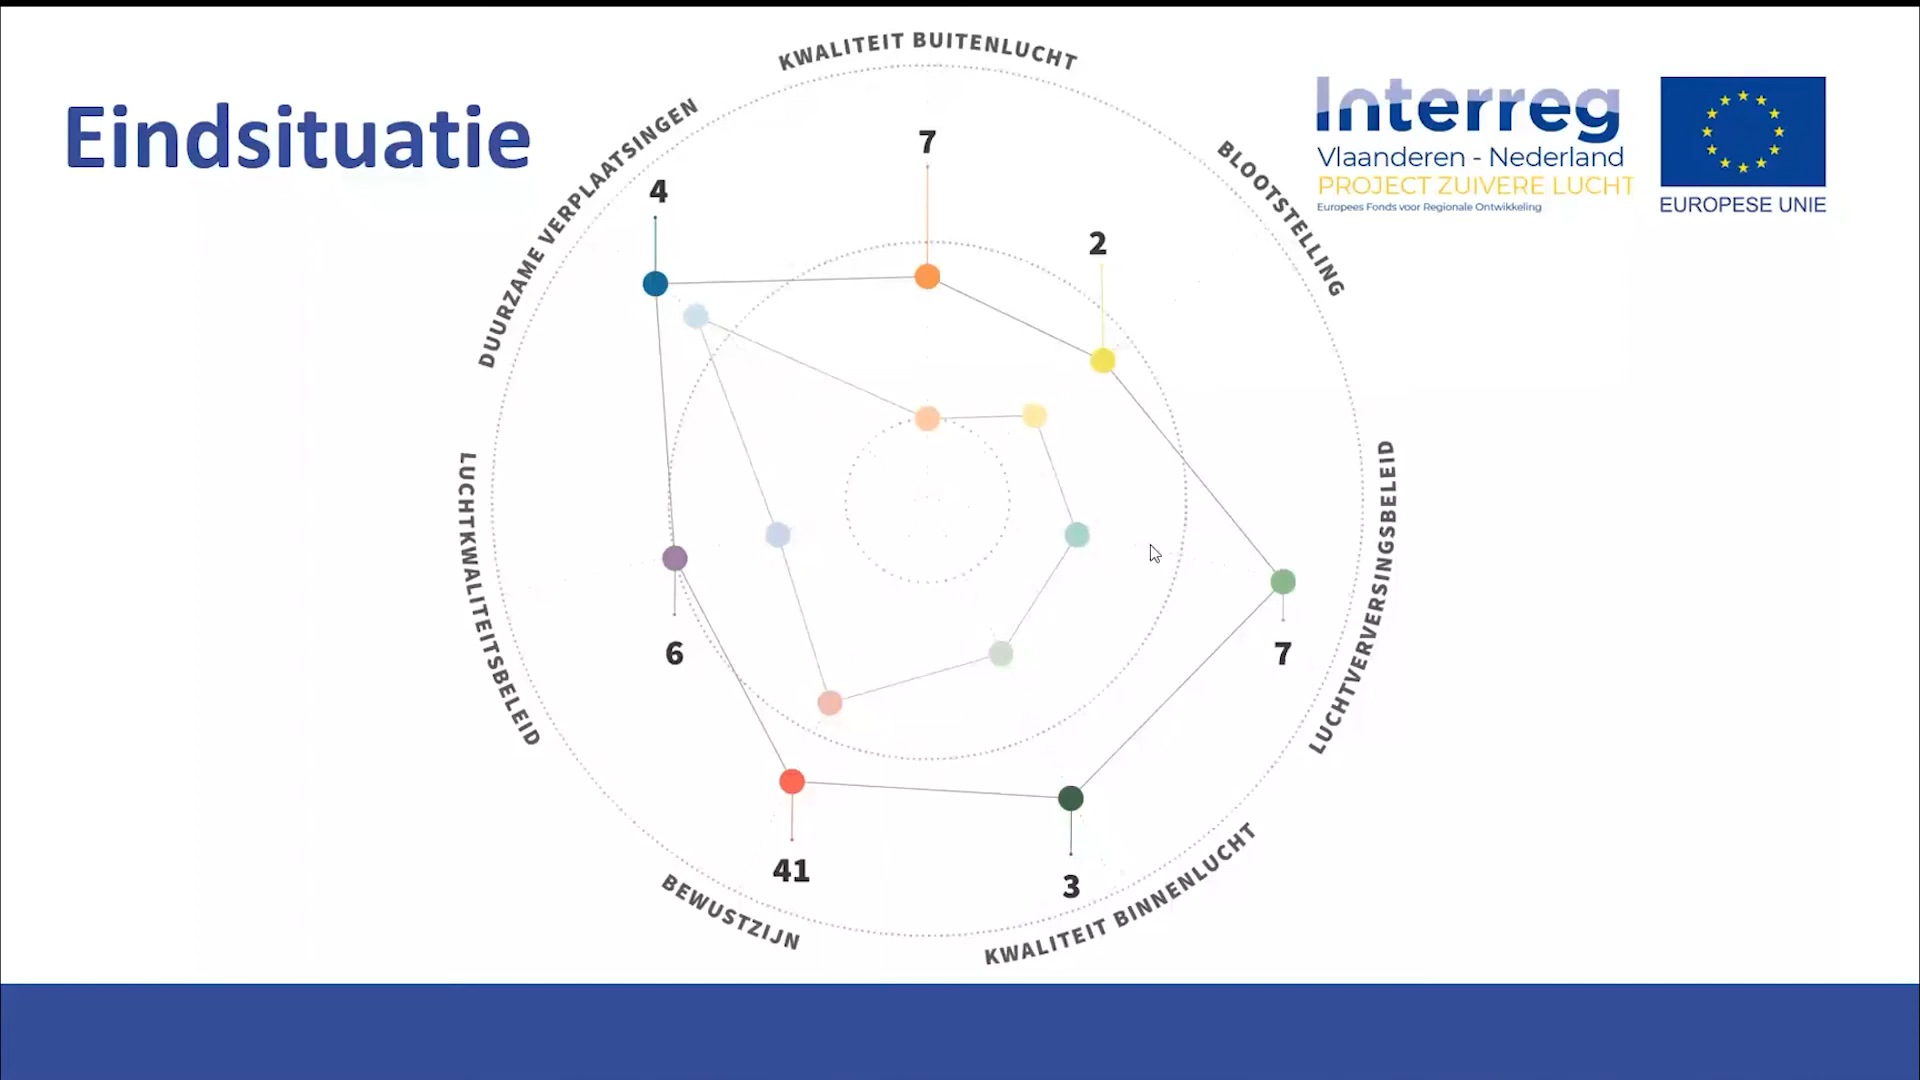 Eindsituatie
KWALITEIT BUITENLUCHT
DUURZAME VERPLAATSINGEN
BLOOTSTELLING
LUCHTKWALITEITSBELEID
LUCHTVERVERSINGSBELEID
BEWUSTZIJN
KWALITEIT BINNENLUCHT
7
4
2
6
7
41
3
Interreg
Vlaanderen - Nederland
PROJECT ZUIVERE LUCHT
Europees Fonds voor Regionale Ontwikkeling
EUROPESE UNIE